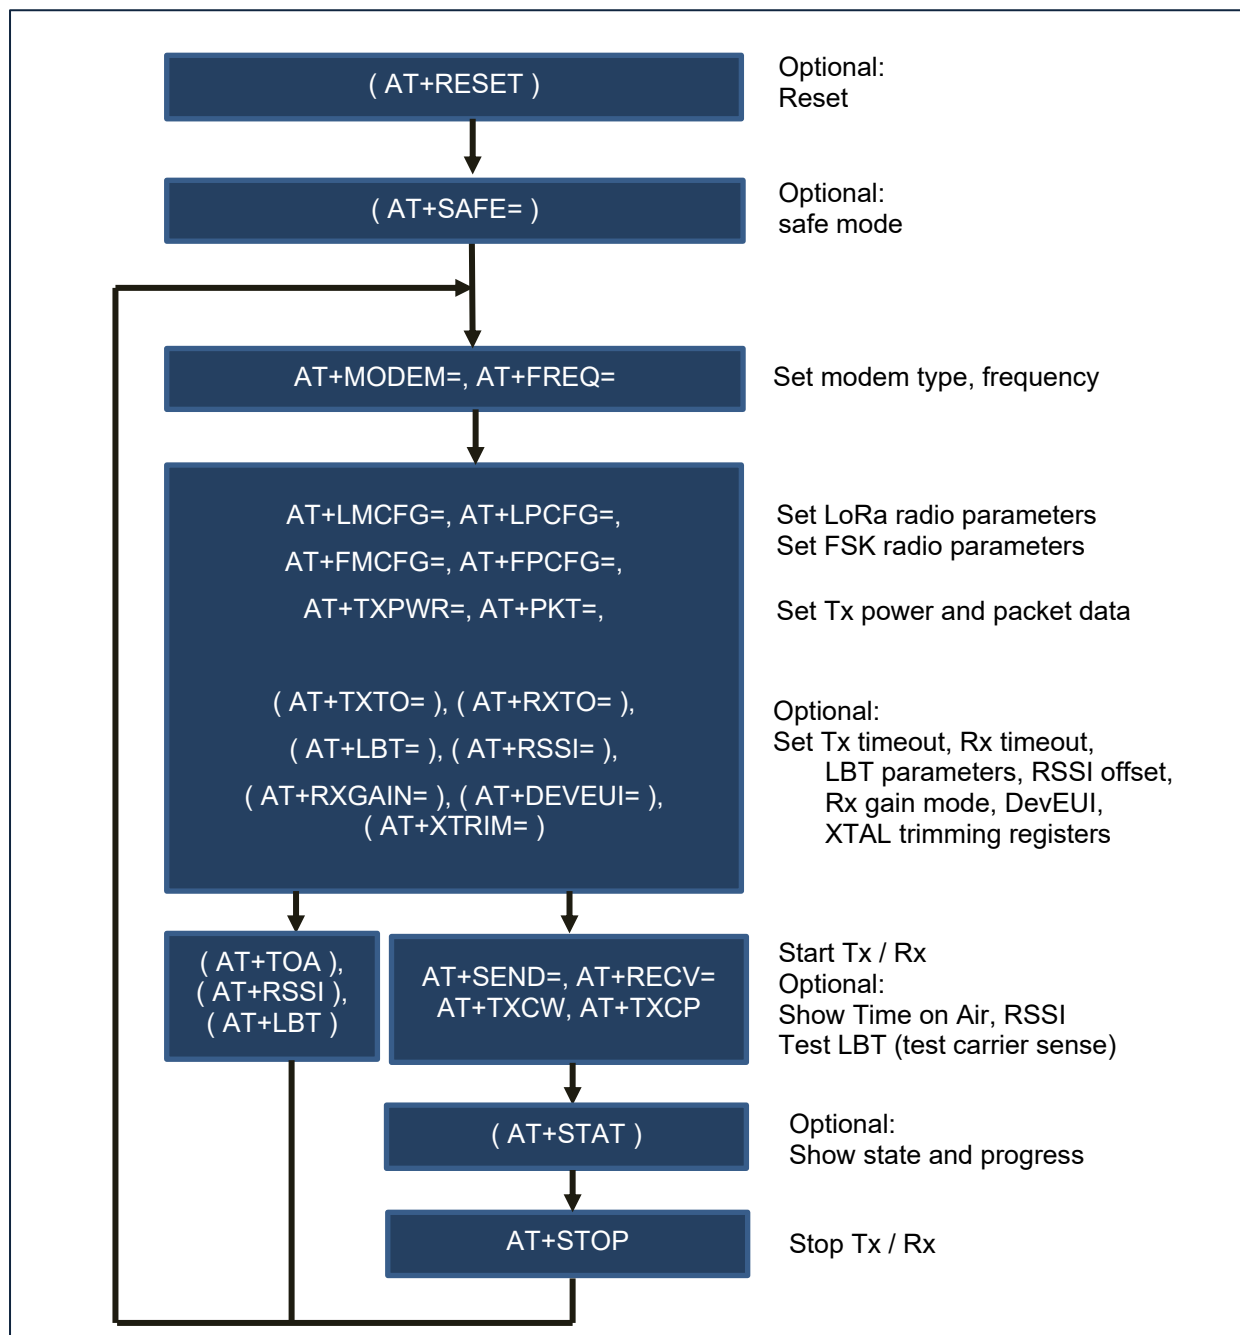 ( AT+RESET )
Optional:
Reset
( AT+SAFE= )
Optional:
safe mode
AT+MODEM=, AT+FREQ=
Set modem type, frequency
AT+LMCFG=, AT+LPCFG=,
AT+FMCFG=, AT+FPCFG=,
AT+TXPWR=, AT+PKT=,
( AT+TXTO= ), ( AT+RXTO= ),
( AT+LBT= ), ( AT+RSSI= ),
( AT+RXGAIN= ), ( AT+DEVEUI= ),
( AT+XTRIM= )
Set LoRa radio parameters
Set FSK radio parameters
Set Tx power and packet data
Optional:
Set Tx timeout, Rx timeout,
LBT parameters, RSSI offset,
Rx gain mode, DevEUI,
XTAL trimming registers
( AT+TOA ),
( AT+RSSI ),
( AT+LBT )
AT+SEND=, AT+RECV=
AT+TXCW, AT+TXCP
Start Tx / Rx
Optional:
Show Time on Air, RSSI
Test LBT (test carrier sense)
( AT+STAT )
Optional:
Show state and progress
AT+STOP
Stop Tx / Rx